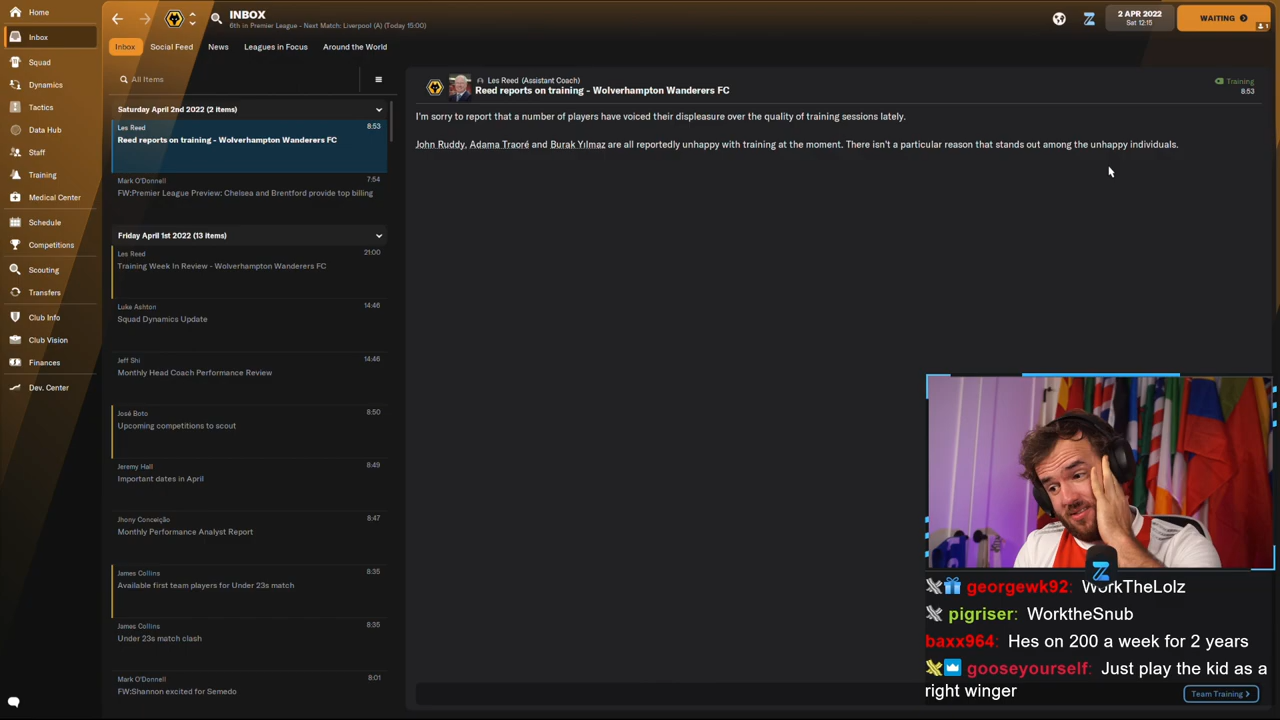 Home
INBOX
6th in Premier League - Next Match: Liverpool (A) (Today 15:00)
2 APR 2022
Sat 12:15
WAITING
1
Inbox
Squad
Dynamics
Tactics
Data Hub
Staff
Training
Medical Center
Schedule
Competitions
Scouting
Transfers
Club Info
Club Vision
Finances
Dev. Center
Inbox Social Feed News Leagues in Focus Around the World
All Items
Saturday April 2nd 2022 (2 items)
Les Reed 8:53
Reed reports on training - Wolverhampton Wanderers FC
Mark O'Donnell 7:54
FW:Premier League Preview: Chelsea and Brentford provide top billing
Friday April 1st 2022 (13 items)
Les Reed 21:00
Training Week In Review - Wolverhampton Wanderers FC
Luke Ashton 14:46
Squad Dynamics Update
Jeff Shi 14:46
Monthly Head Coach Performance Review
José Boto 8:50
Upcoming competitions to scout
Jeremy Hall 8:49
Important dates in April
Jhony Conceição 8:47
Monthly Performance Analyst Report
James Collins 8:35
Available first team players for Under 23s match
James Collins 8:35
Under 23s match clash
Mark O'Donnell 8:01
FW:Shannon excited for Semedo
Les Reed (Assistant Coach)
Reed reports on training - Wolverhampton Wanderers FC
Training
8:53
I'm sorry to report that a number of players have voiced their displeasure over the quality of training sessions lately.
John Ruddy, Adama Traoré and Burak Yılmaz are all reportedly unhappy with training at the moment. There isn't a particular reason that stands out among the unhappy individuals.
georgewk92: WorkTheLolz
pigriser: WorktheSnub
baxx964: Hes on 200 a week for 2 years
gooseyourself: Just play the kid as a
right winger
Team Training >